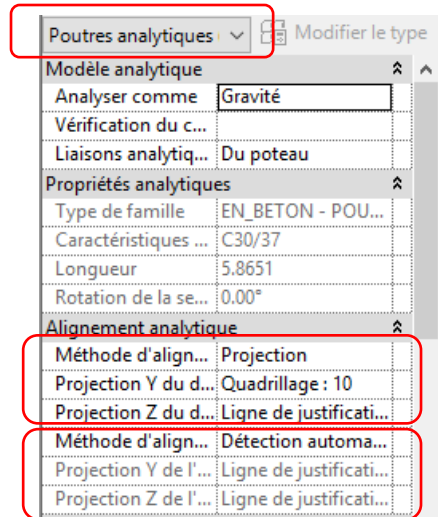 Poutres analytiques Modifier le type
Modèle analytique
Analyser comme Gravité
Vérification du c...
Liaisons analytiq... Du poteau
Propriétés analytiques
Type de famille EN_BETON - POU...
Caractéristiques ... C30/37
Longueur 5.8651
Rotation de la se... 0.00°
Alignement analytique
Méthode d'align... Projection
Projection Y du d... Quadrillage : 10
Projection Z du d... Ligne de justificati...
Méthode d'align... Détection automa...
Projection Y de l'... Ligne de justificati...
Projection Z de l'... Ligne de justificati...